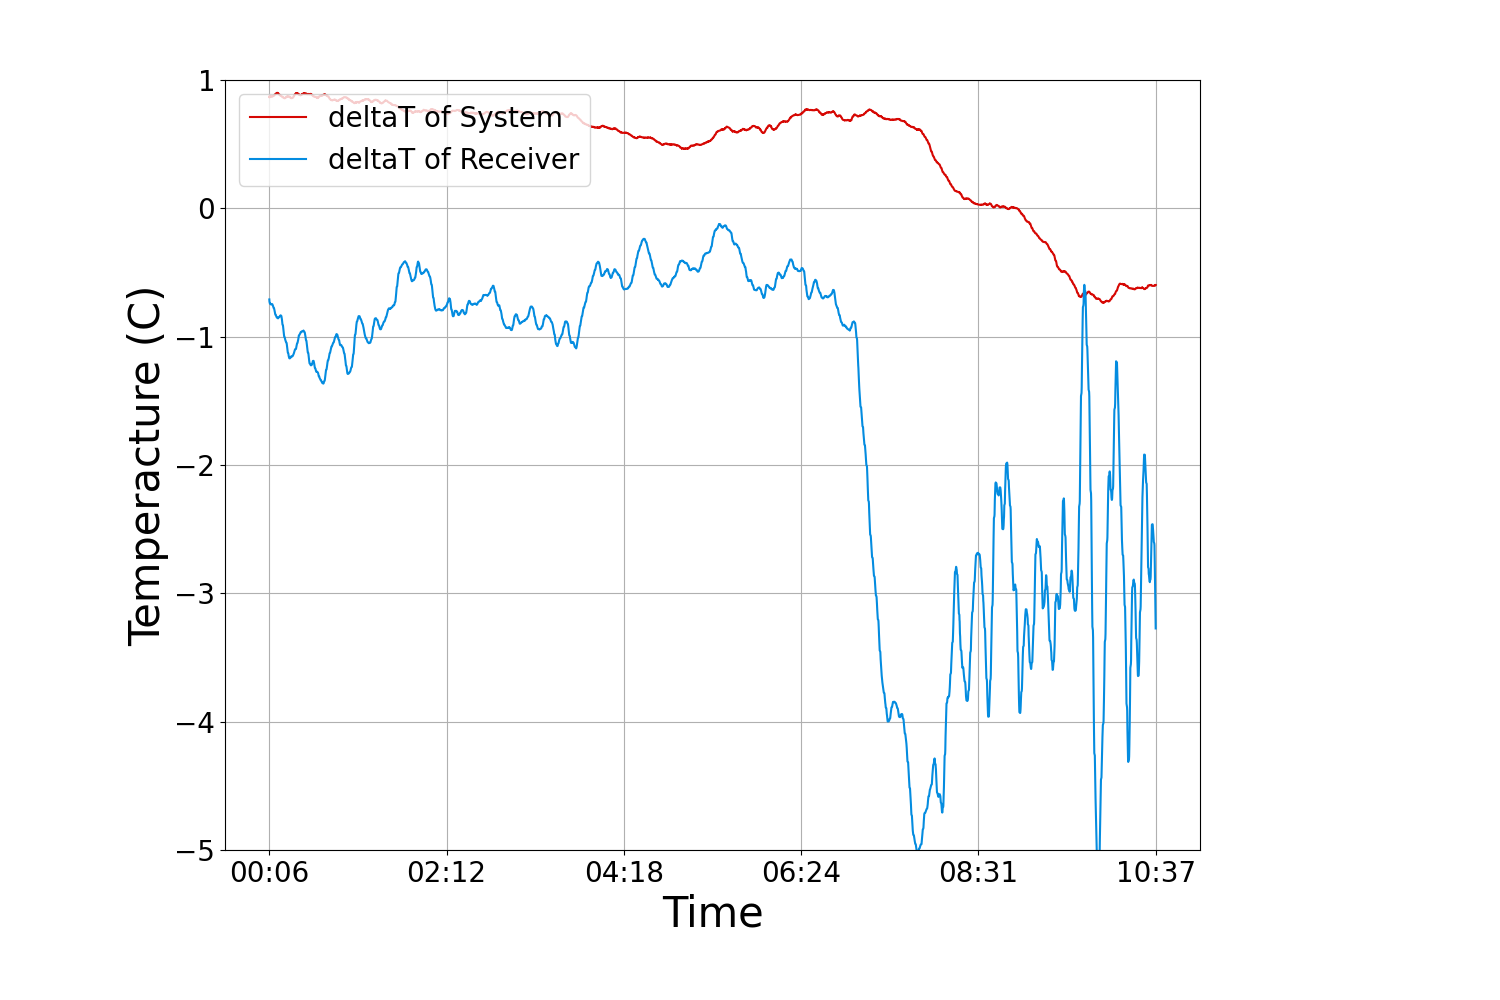 1
deltaT of System
deltaT of Receiver
0
−1
−2
−3
−4
−5
Temperacture (C)
00:06 02:12 04:18 06:24 08:31 10:37
Time